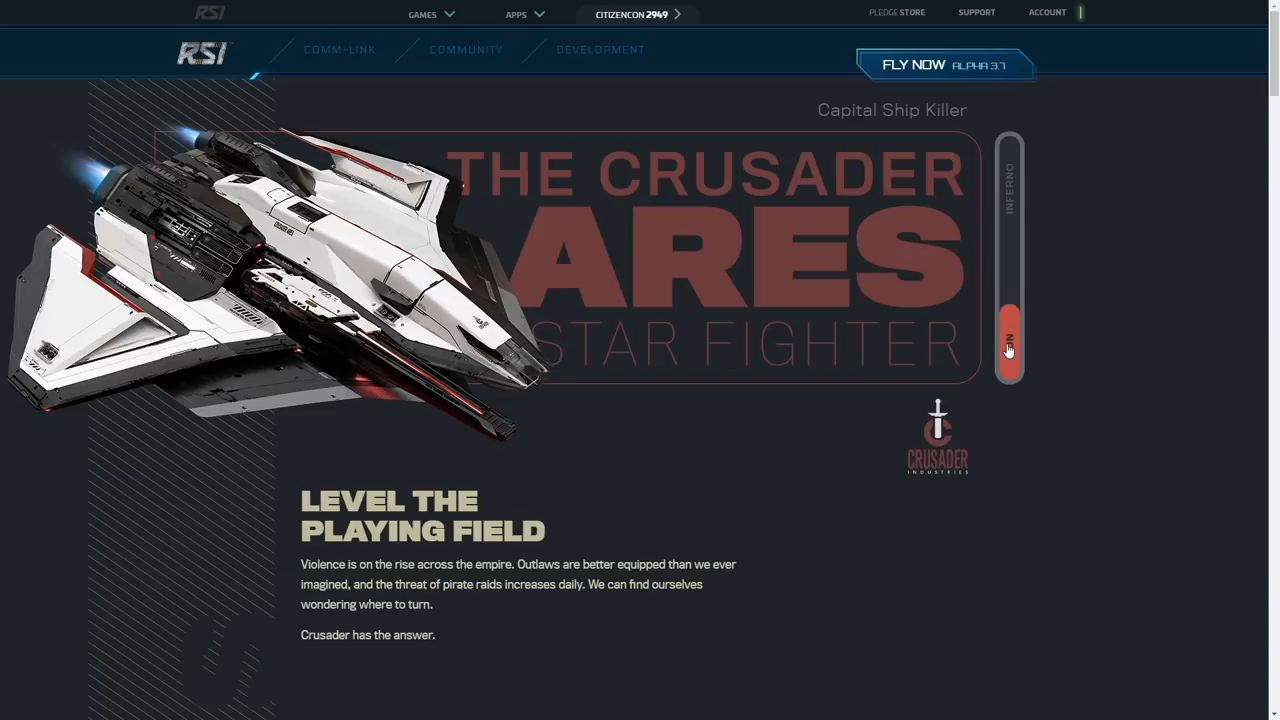 RSI
GAMES
APPS
CITIZENCON 2949
PLEDGE STORE
SUPPORT
ACCOUNT
RSI
COMM-LINK
COMMUNITY
DEVELOPMENT
FLY NOW ALPHA 3.7
Capital Ship Killer
THE CRUSADER
ARES
STAR FIGHTER
INFERNO
CRUSADER
INDUSTRIES
LEVEL THE
PLAYING FIELD
Violence is on the rise across the empire. Outlaws are better equipped than we ever
imagined, and the threat of pirate raids increases daily. We can find ourselves
wondering where to turn.
Crusader has the answer.